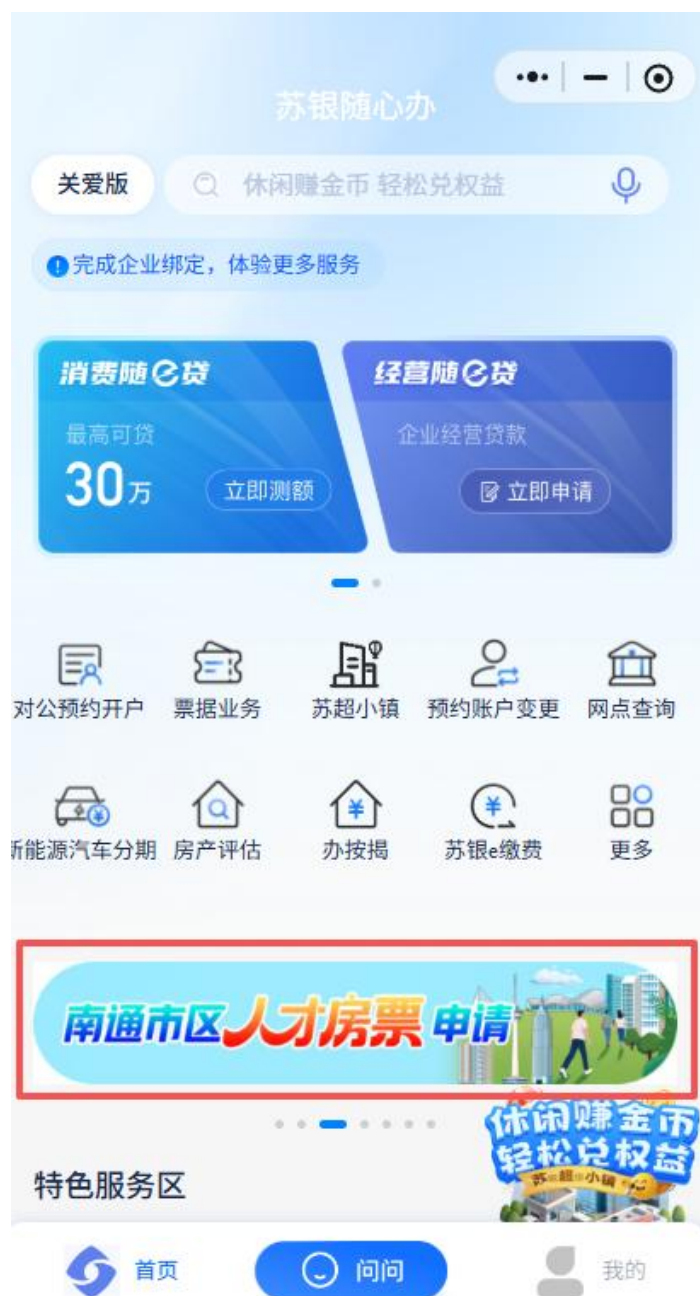 苏银随心办
关爱版
休闲赚金币 轻松兑权益
完成企业绑定，体验更多服务
消费随e贷
最高可贷
30万
立即测额
经营随e贷
企业经营贷款
立即申请
对公预约开户
票据业务
苏超小镇
预约账户变更
网点查询
新能源汽车分期
房产评估
办按揭
苏银e缴费
更多
南通市区人才房票申请
休闲赚金币
轻松兑权益
苏超小镇
特色服务区
首页
问问
我的